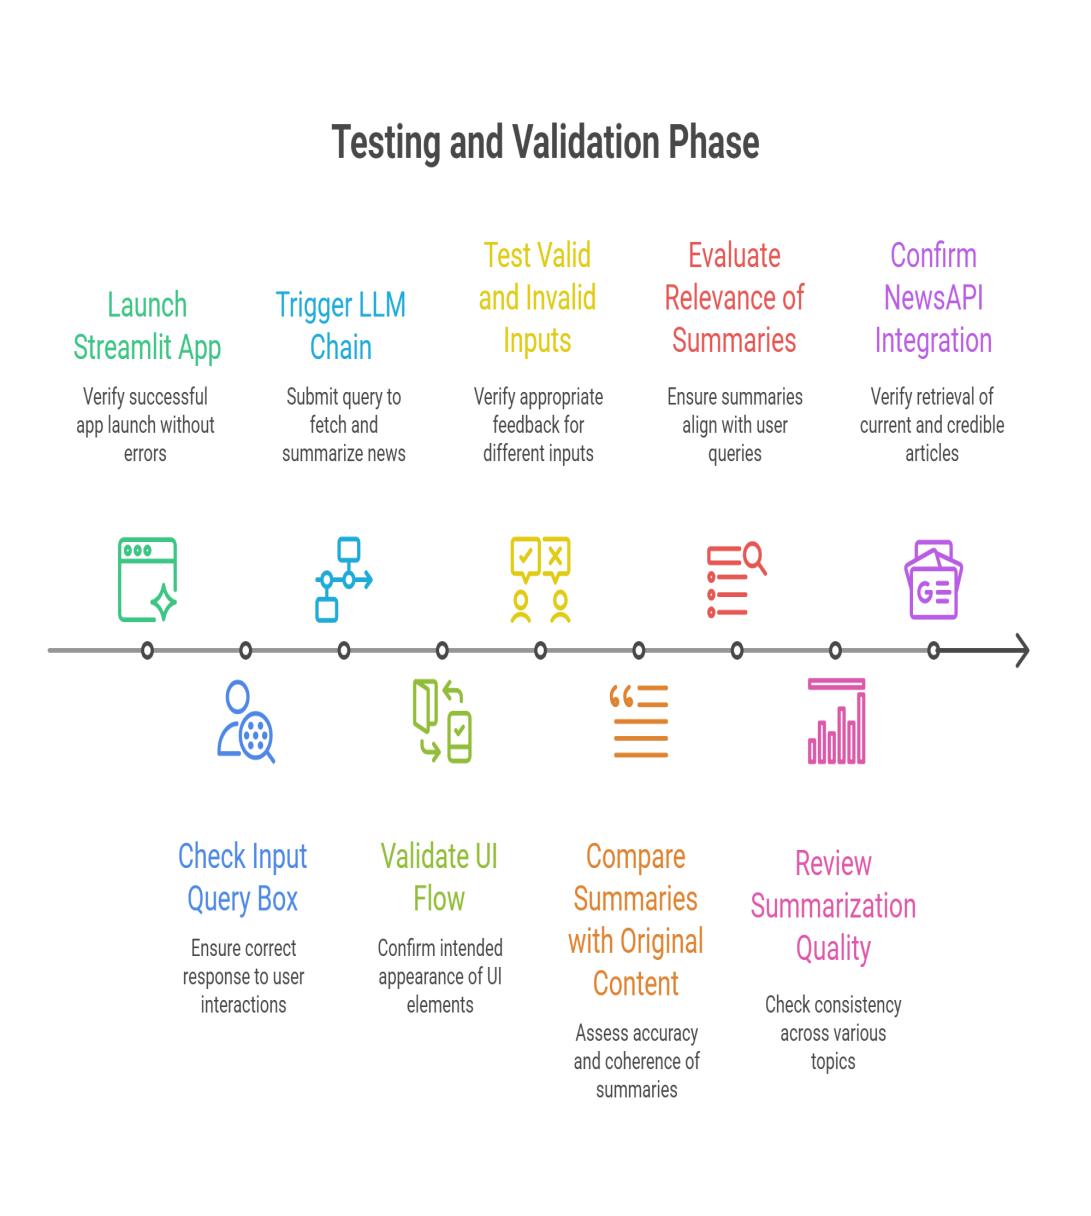 Testing and Validation Phase
Launch
Streamlit App
Verify successful
app launch without
errors
Trigger LLM
Chain
Submit query to
fetch and
summarize news
Test Valid
and Invalid
Inputs
Verify appropriate
feedback for
different inputs
Evaluate
Relevance of
Summaries
Ensure summaries
align with user
queries
Confirm
NewsAPI
Integration
Verify retrieval of
current and credible
articles
G
Check Input
Query Box
Ensure correct
response to user
interactions
Validate UI
Flow
Confirm intended
appearance of UI
elements
Compare
Summaries
with Original
Content
Assess accuracy
and coherence of
summaries
Review
Summarization
Quality
Check consistency
across various
topics